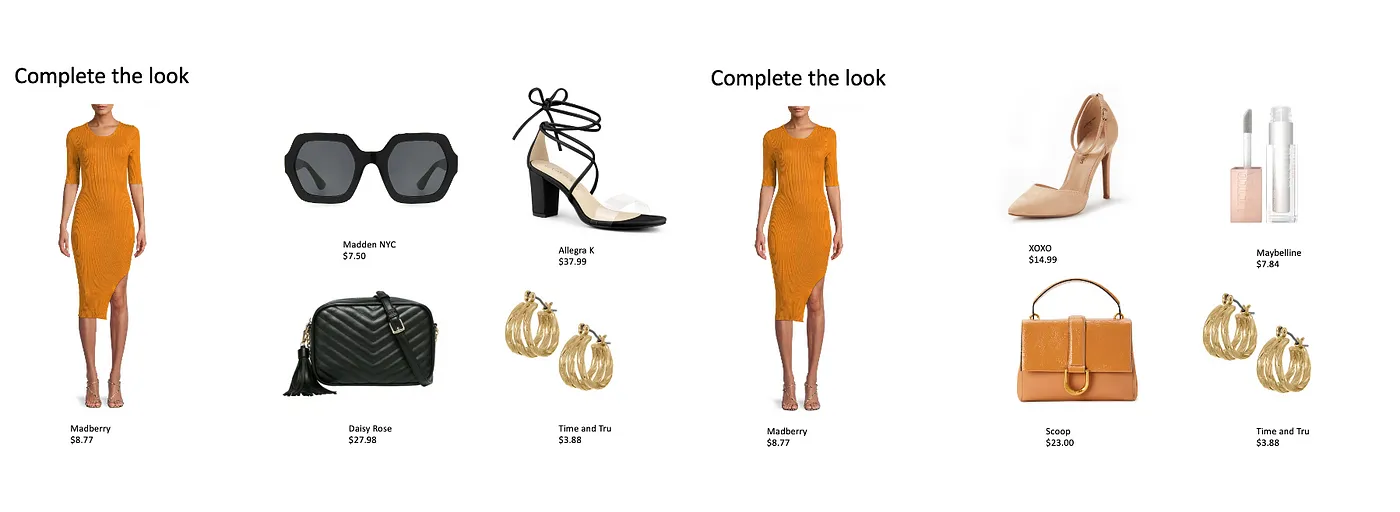 Complete the look
Madden NYC
$7.50
Allegra K
$37.99
Madberry
$8.77
Daisy Rose
$27.98
Time and Tru
$3.88
Complete the look
XOXO
$14.99
Maybelline
$7.84
Madberry
$8.77
Scoop
$23.00
Time and Tru
$3.88